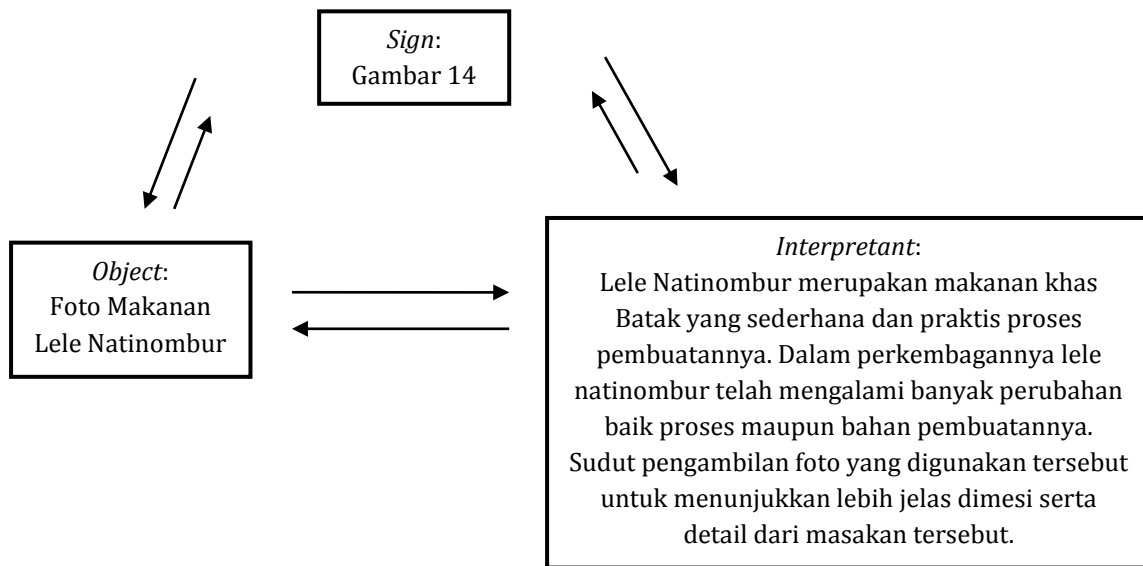 Sign:
Gambar 14
Object:
Foto Makanan
Lele Natinombur
Interpretant:
Lele Natinombur merupakan makanan khas
Batak yang sederhana dan praktis proses
pembuatannya. Dalam perkembagannya lele
natinombur telah mengalami banyak perubahan
baik proses maupun bahan pembuatannya.
Sudut pengambilan foto yang digunakan tersebut
untuk menunjukkan lebih jelas dimesi serta
detail dari masakan tersebut.